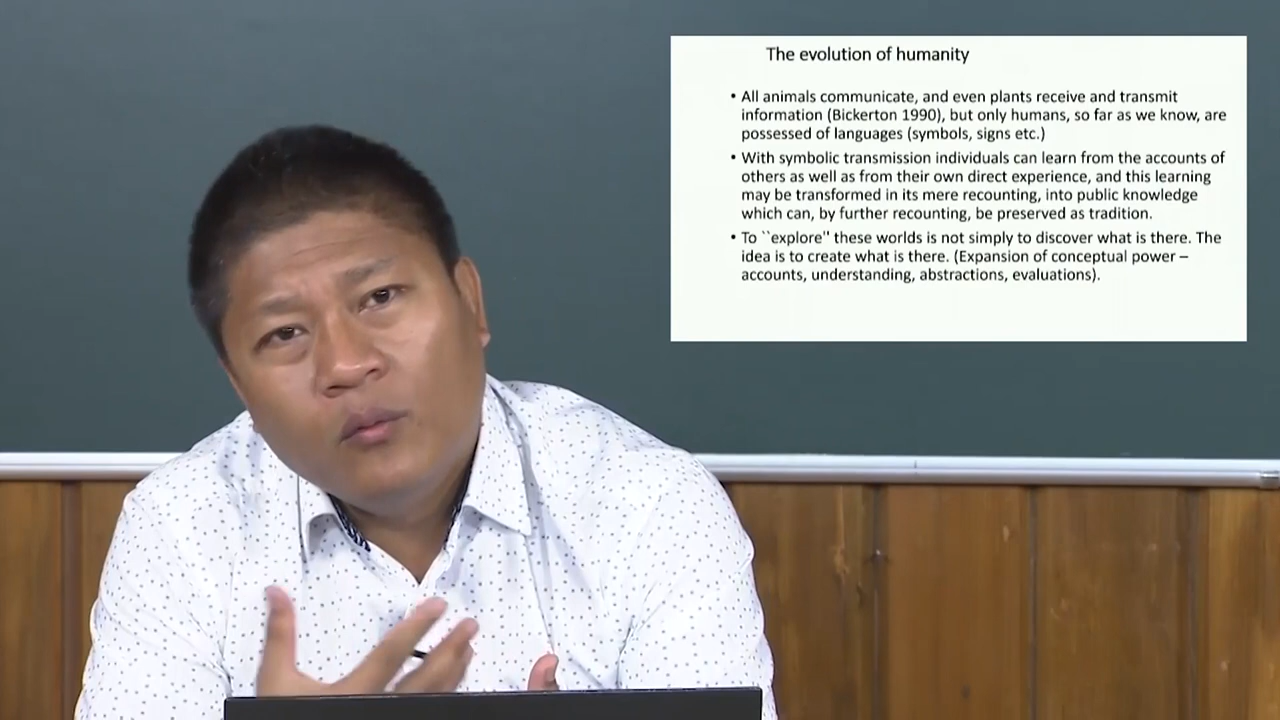 The evolution of humanity
• All animals communicate, and even plants receive and transmit
information (Bickerton 1990), but only humans, so far as we know, are
possessed of languages (symbols, signs etc.)
• With symbolic transmission individuals can learn from the accounts of
others as well as from their own direct experience, and this learning
may be transformed in its mere recounting, into public knowledge
which can, by further recounting, be preserved as tradition.
• To ``explore'' these worlds is not simply to discover what is there. The
idea is to create what is there. (Expansion of conceptual power –
accounts, understanding, abstractions, evaluations).